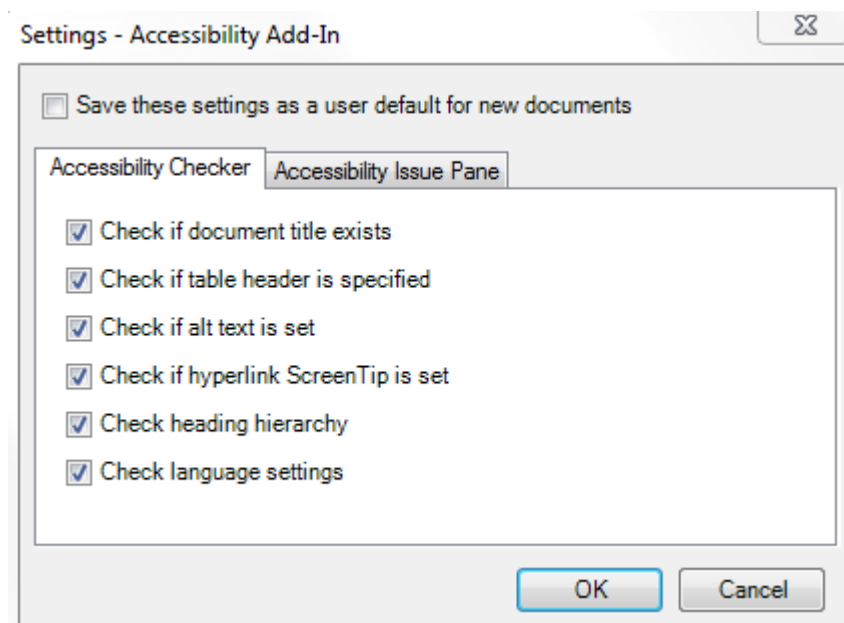 Settings - Accessibility Add-In
Save these settings as a user default for new documents
Accessibility Checker
Accessibility Issue Pane
Check if document title exists
Check if table header is specified
Check if alt text is set
Check if hyperlink ScreenTip is set
Check heading hierarchy
Check language settings
OK
Cancel